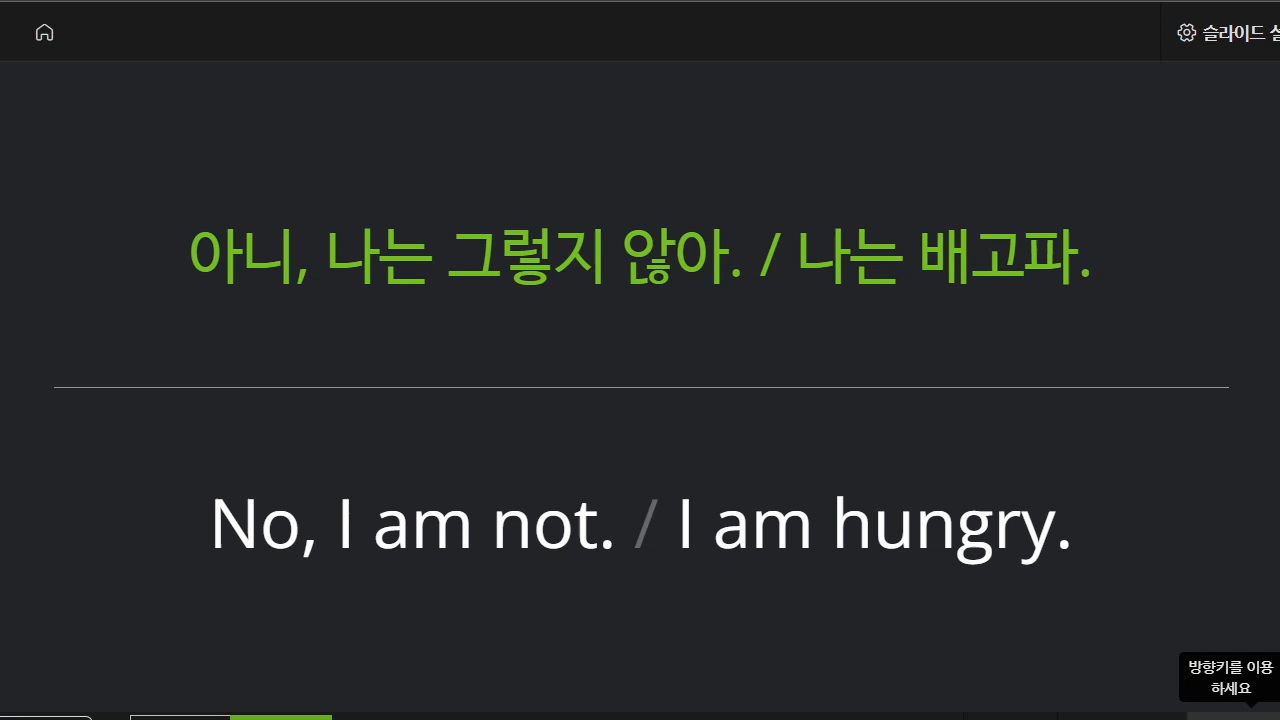 슬라이드
아니, 나는 그렇지 않아. / 나는 배고파.
No, I am not. / I am hungry.
방향키를 이용
하세요